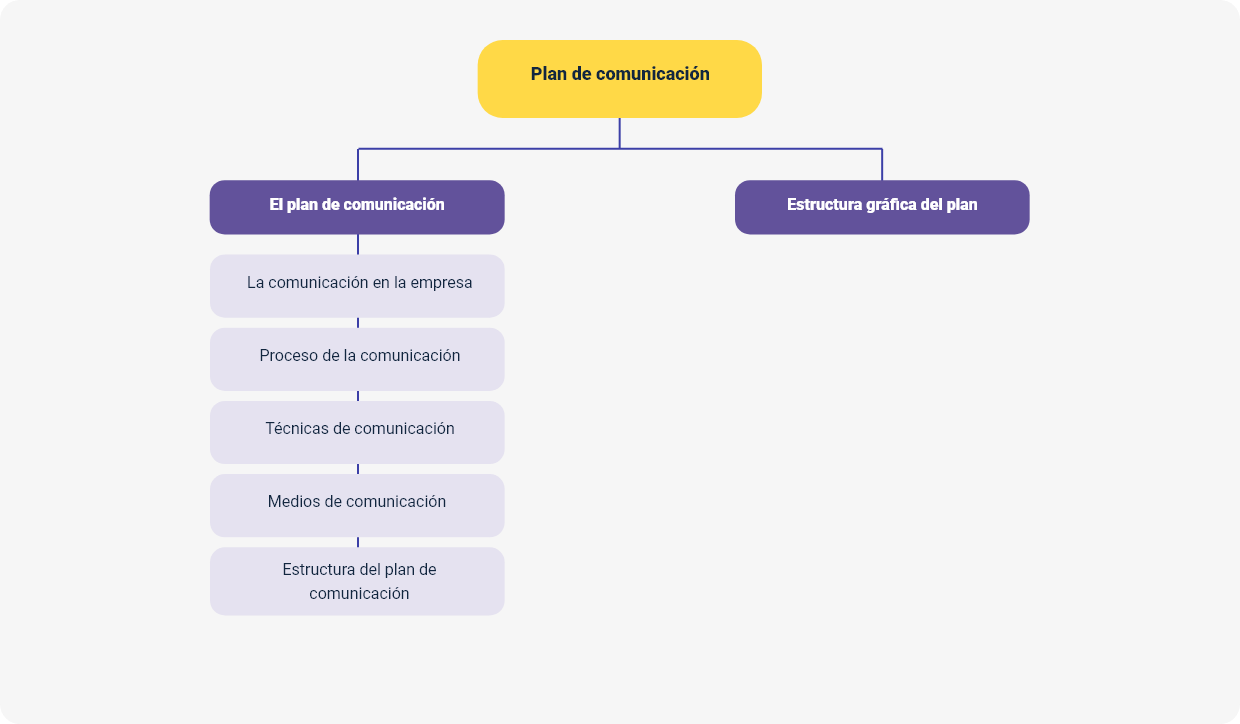 Plan de comunicación
El plan de comunicación
Estructura gráfica del plan
La comunicación en la empresa
Proceso de la comunicación
Técnicas de comunicación
Medios de comunicación
Estructura del plan de
comunicación